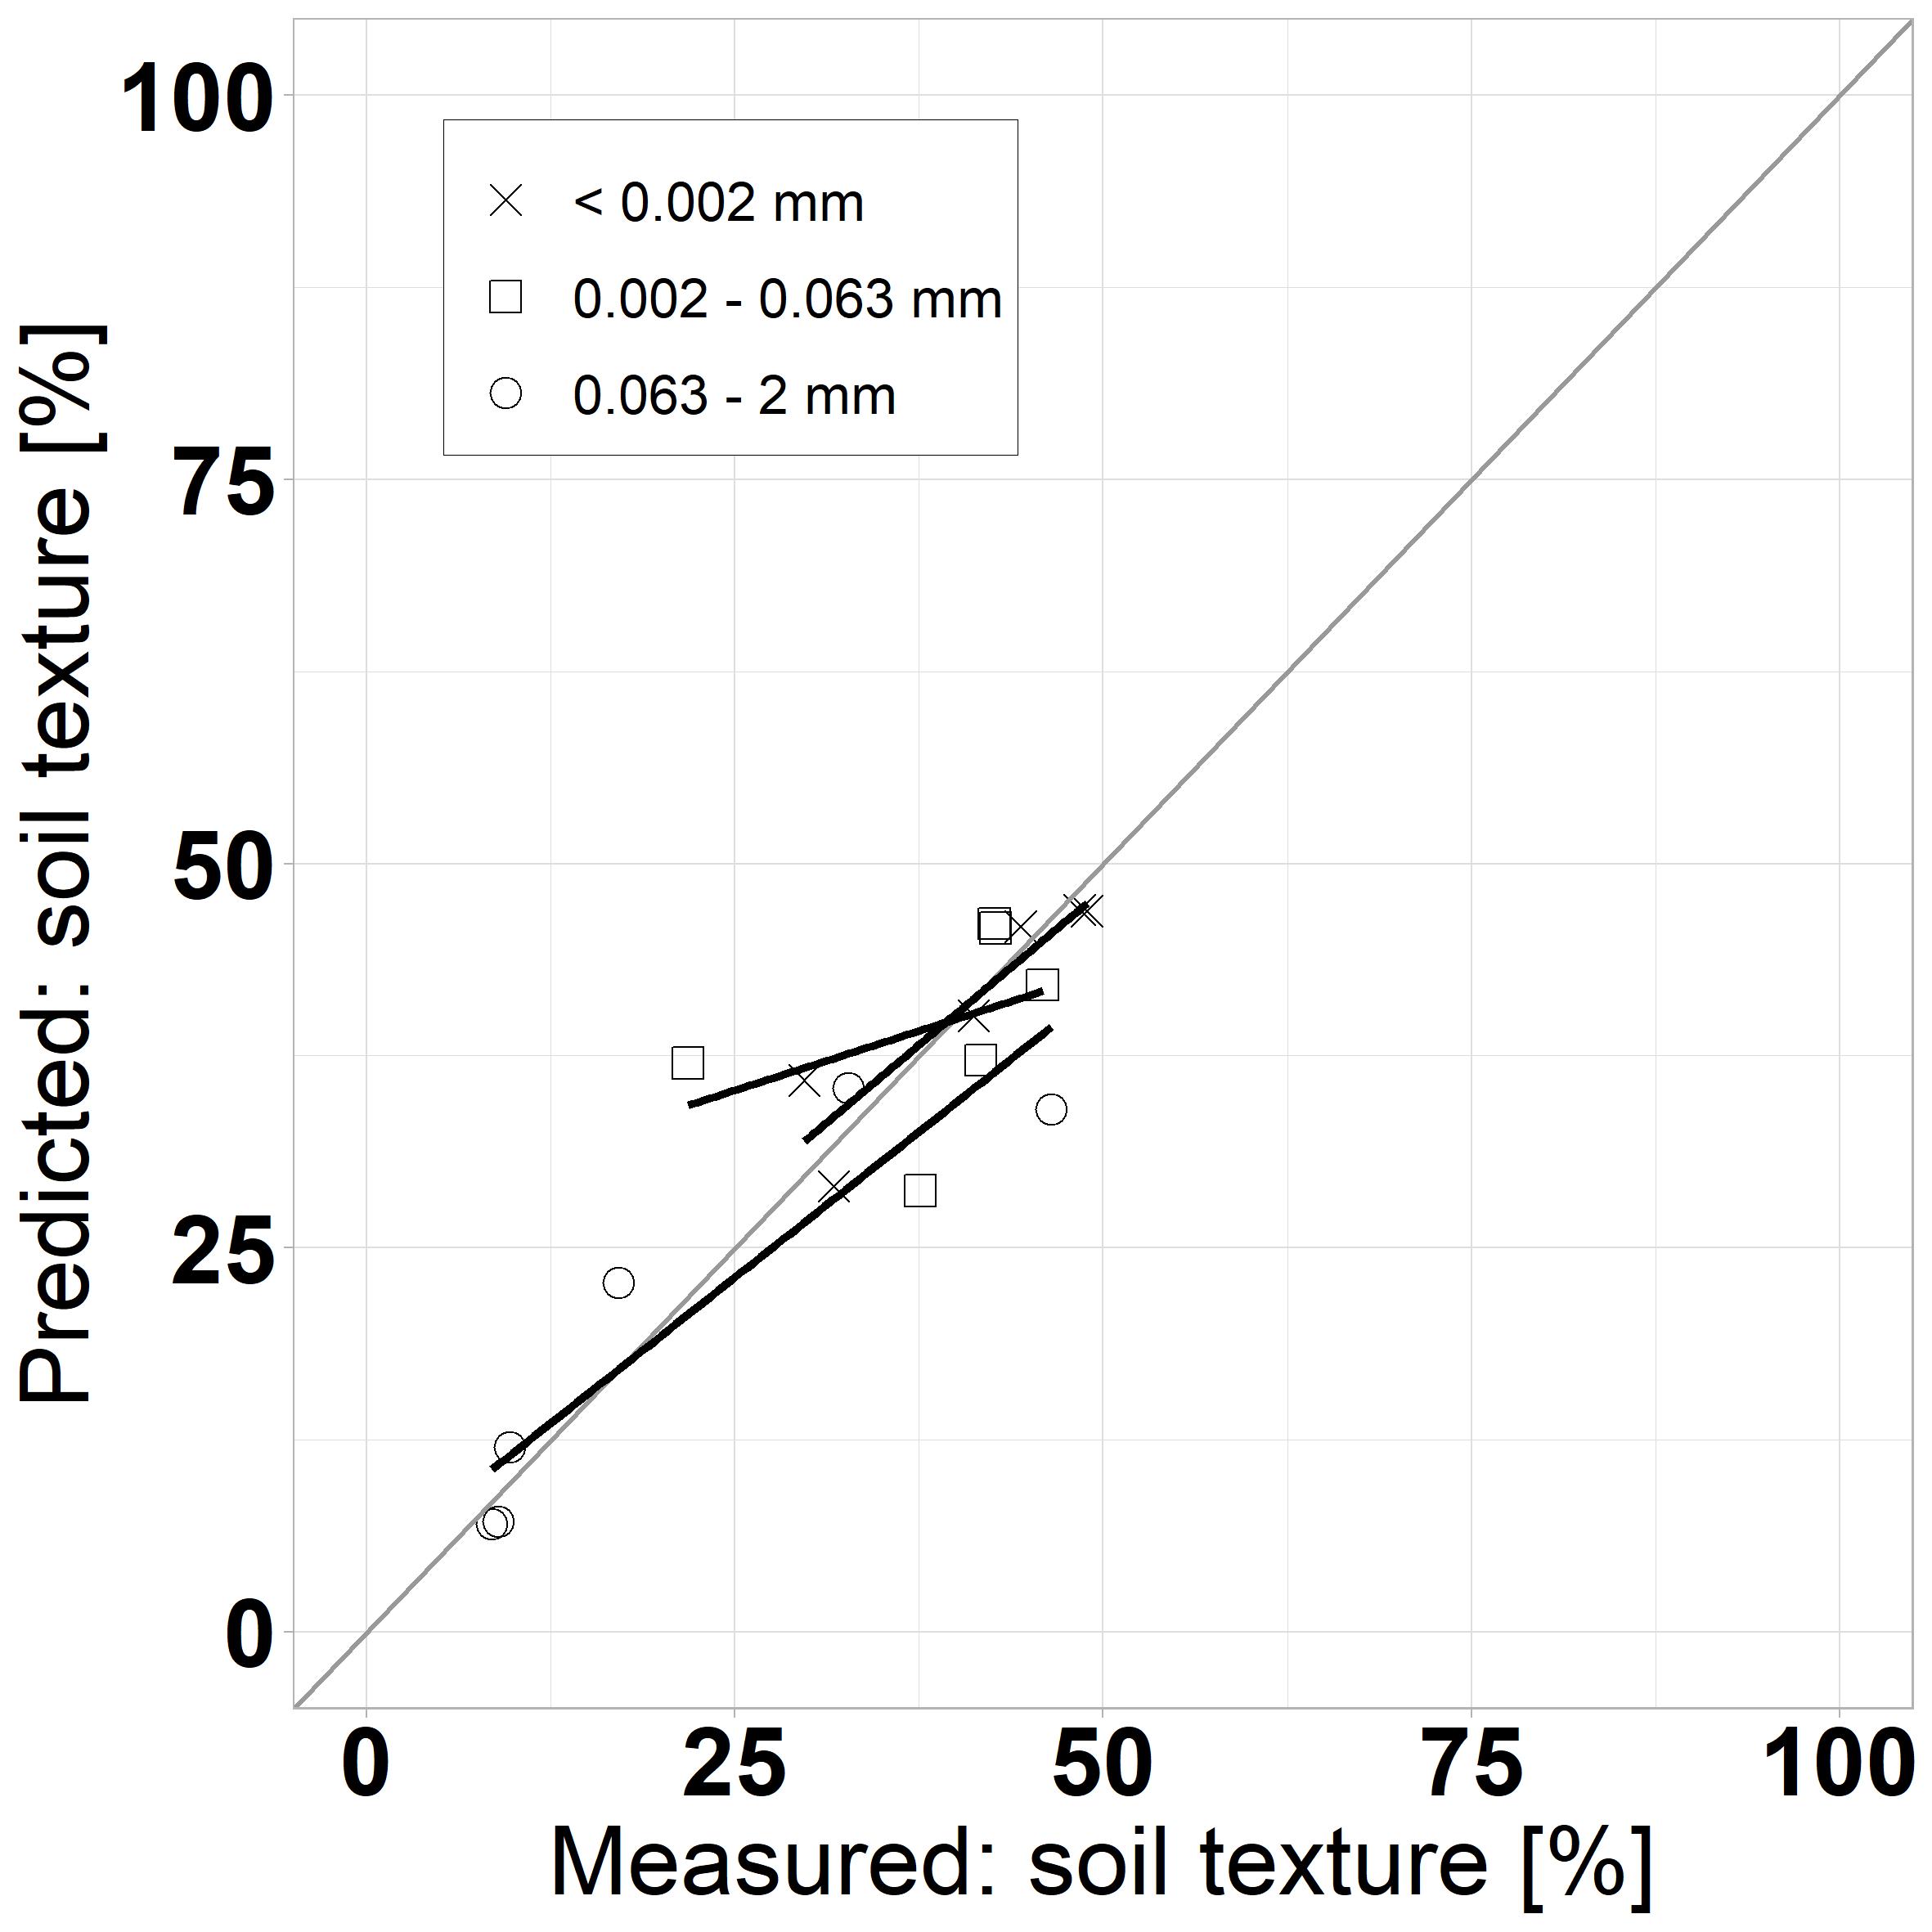 Predicted: soil texture [%]
100
75
50
25
0
< 0.002 mm
0.002 - 0.063 mm
0.063 - 2 mm
0 25 50 75 100
Measured: soil texture [%]